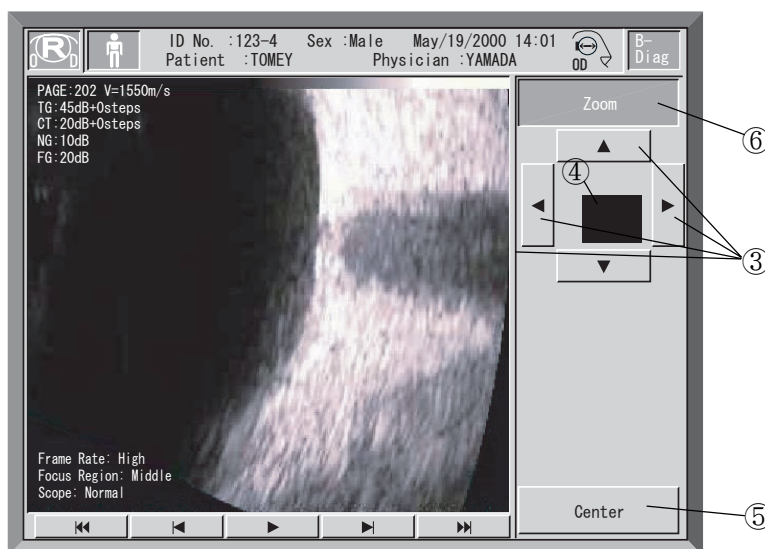 R
O D
ID No. :123-4 Sex :Male May/19/2000 14:01
Patient :TOMEY Physician :YAMADA
OD
B-
Diag
PAGE:202 V=1550m/s
TG:45dB+0steps
CT:20dB+0steps
NG:10dB
FG:20dB
Zoom
⑥
▲
④
◀ ▶
③
▼
Frame Rate: High
Focus Region: Middle
Scope: Normal
Center
⑤